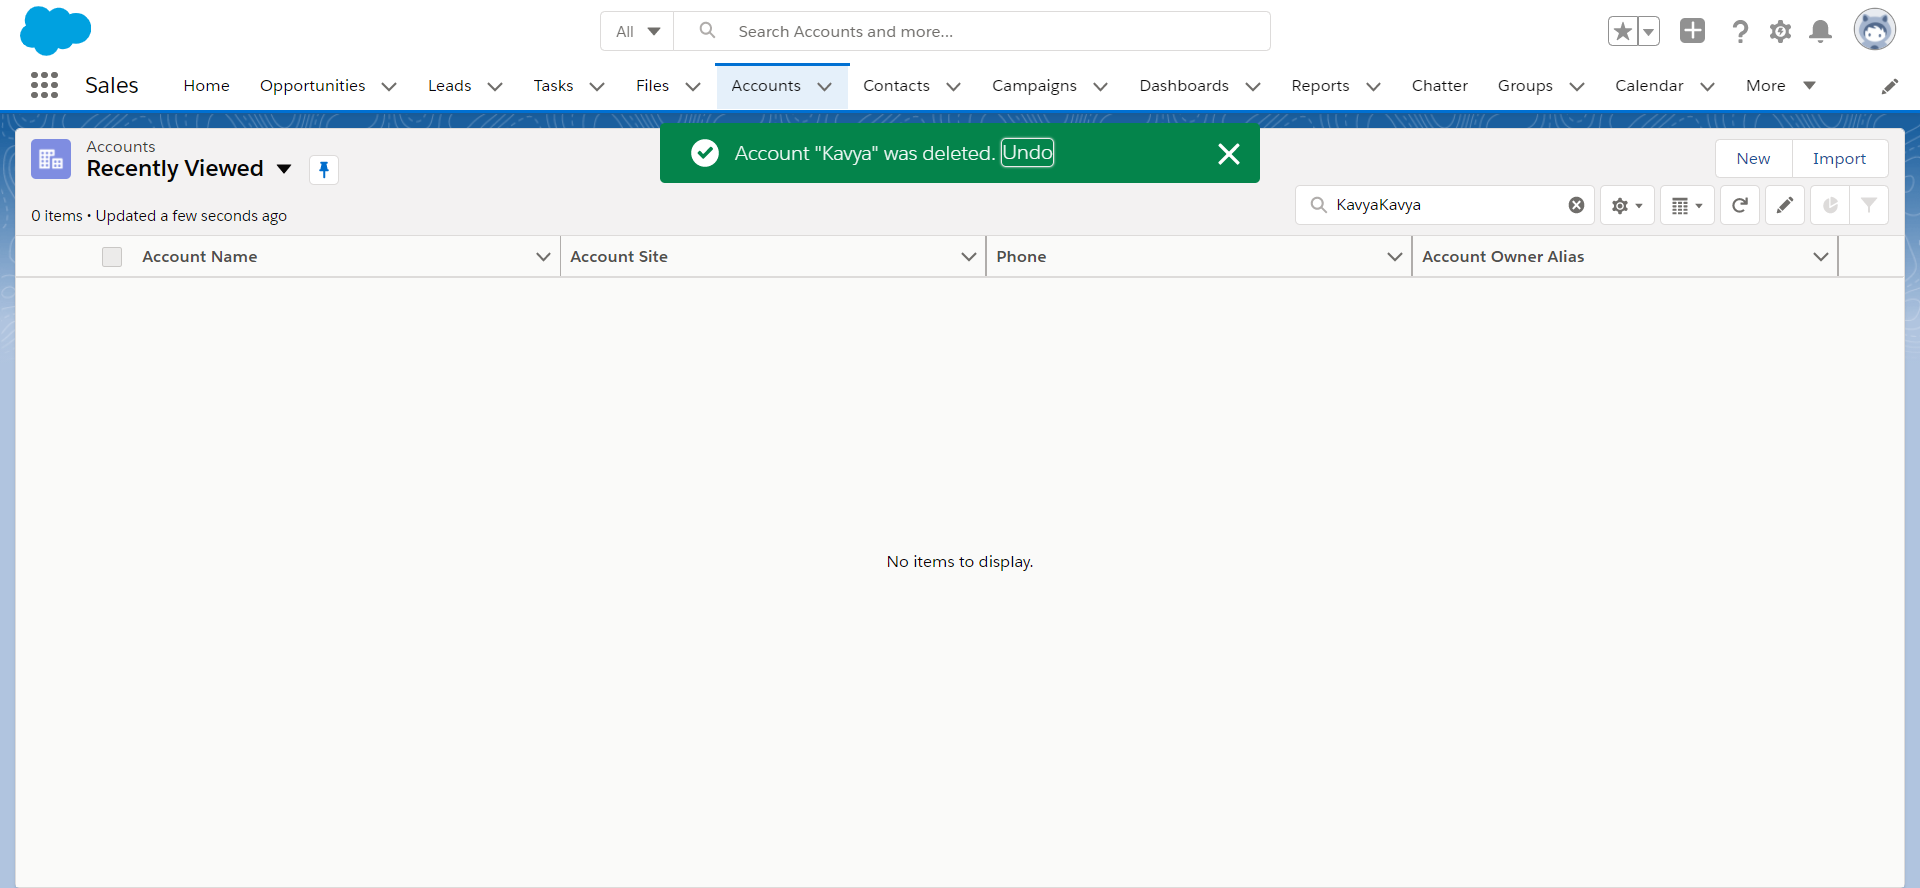 All
Search Accounts and more...
Sales
Home
Opportunities
Leads
Tasks
Files
Accounts
Contacts
Campaigns
Dashboards
Reports
Chatter
Groups
Calendar
More
Accounts
Recently Viewed
Account "Kavya" was deleted. Undo
New
Import
0 items • Updated a few seconds ago
KavyaKavya
Account Name
Account Site
Phone
Account Owner Alias
No items to display.